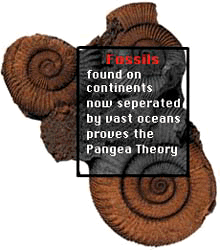 Fossils
found on
continents
now seperated
by vast oceans
proves the
Pangea Theory